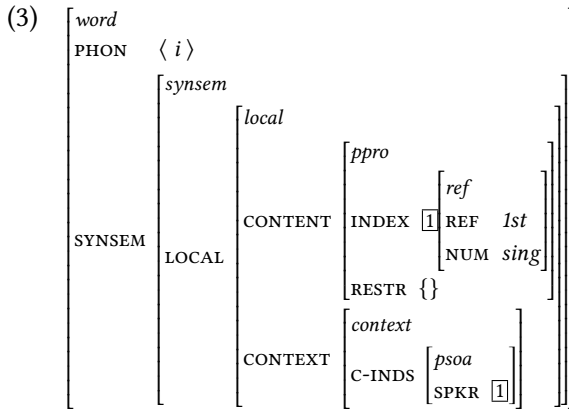 (3)
word
PHON ⟨ i ⟩
synsem
local
ppro
ref
CONTENT INDEX 1 REF 1st
NUM sing
SYNSEM LOCAL
RESTR {}
context
CONTEXT C-INDS psoa
SPKR 1